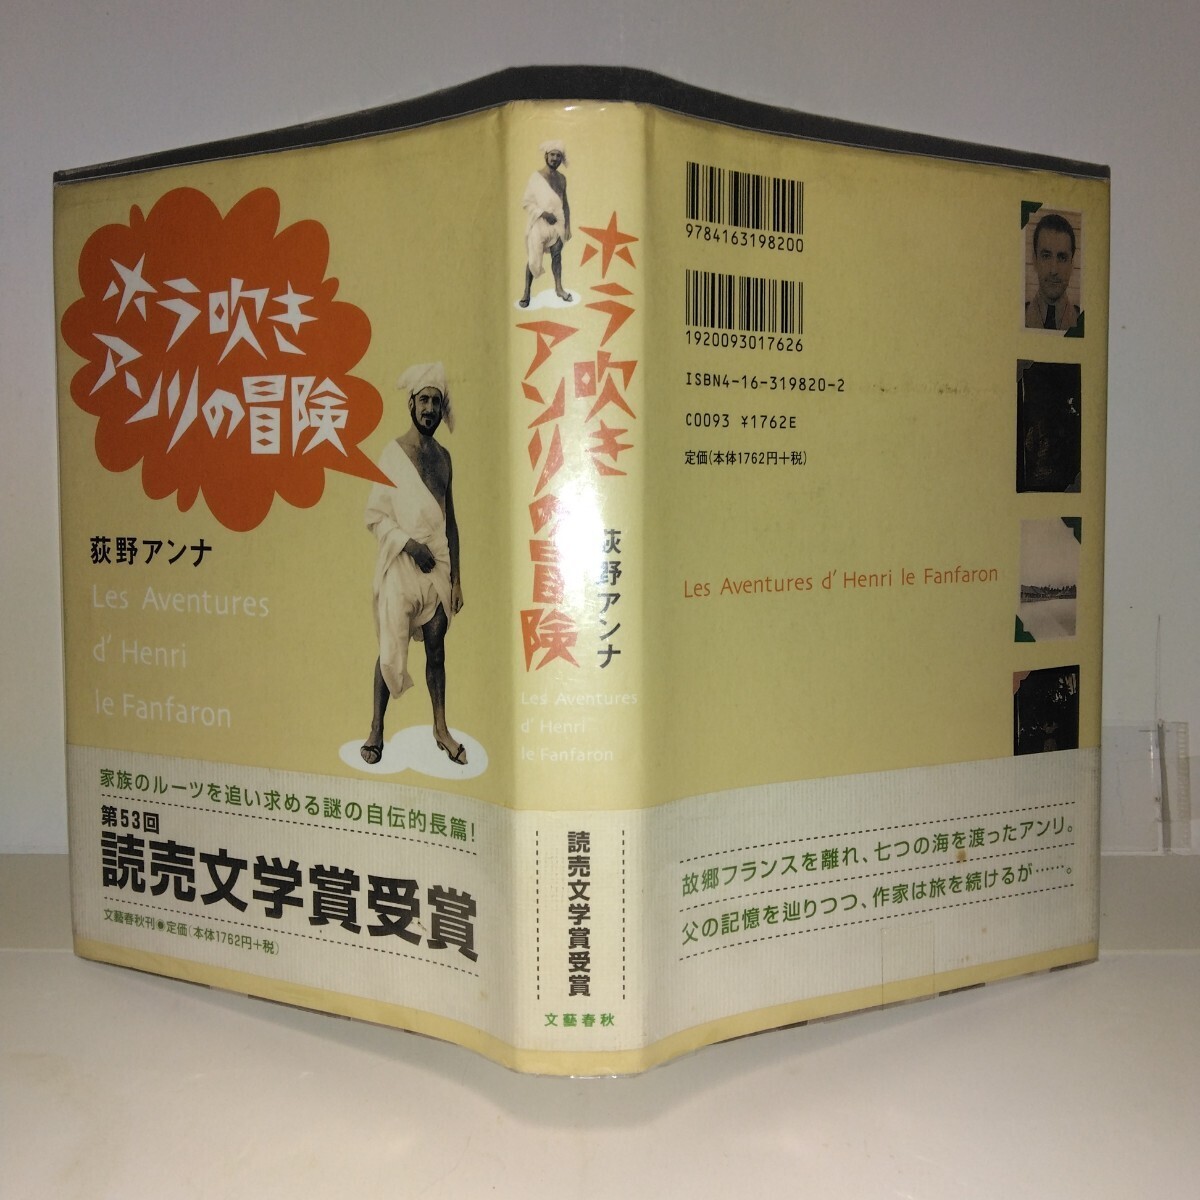 ホラ吹き
アンリの冒険
荻野アンナ
Les Aventures
d' Henri
le Fanfaron
家族のルーツを追い求める謎の自伝的長篇!
第53回
読売文学賞受賞
文藝春秋刊●定価(本体1762円+税)
ホラ吹き
アンリの冒険
荻野アンナ
Les Aventures
d' Henri
le Fanfaron
読売文学賞受賞
文藝春秋
9784163198200
1920093017626
ISBN4-16-319820-2
C0093 ¥1762E
定価(本体1762円+税)
Les Aventures d' Henri le Fanfaron
故郷フランスを離れ、七つの海を渡ったアンリ。
父の記憶を辿りつつ、作家は旅を続けるが……。